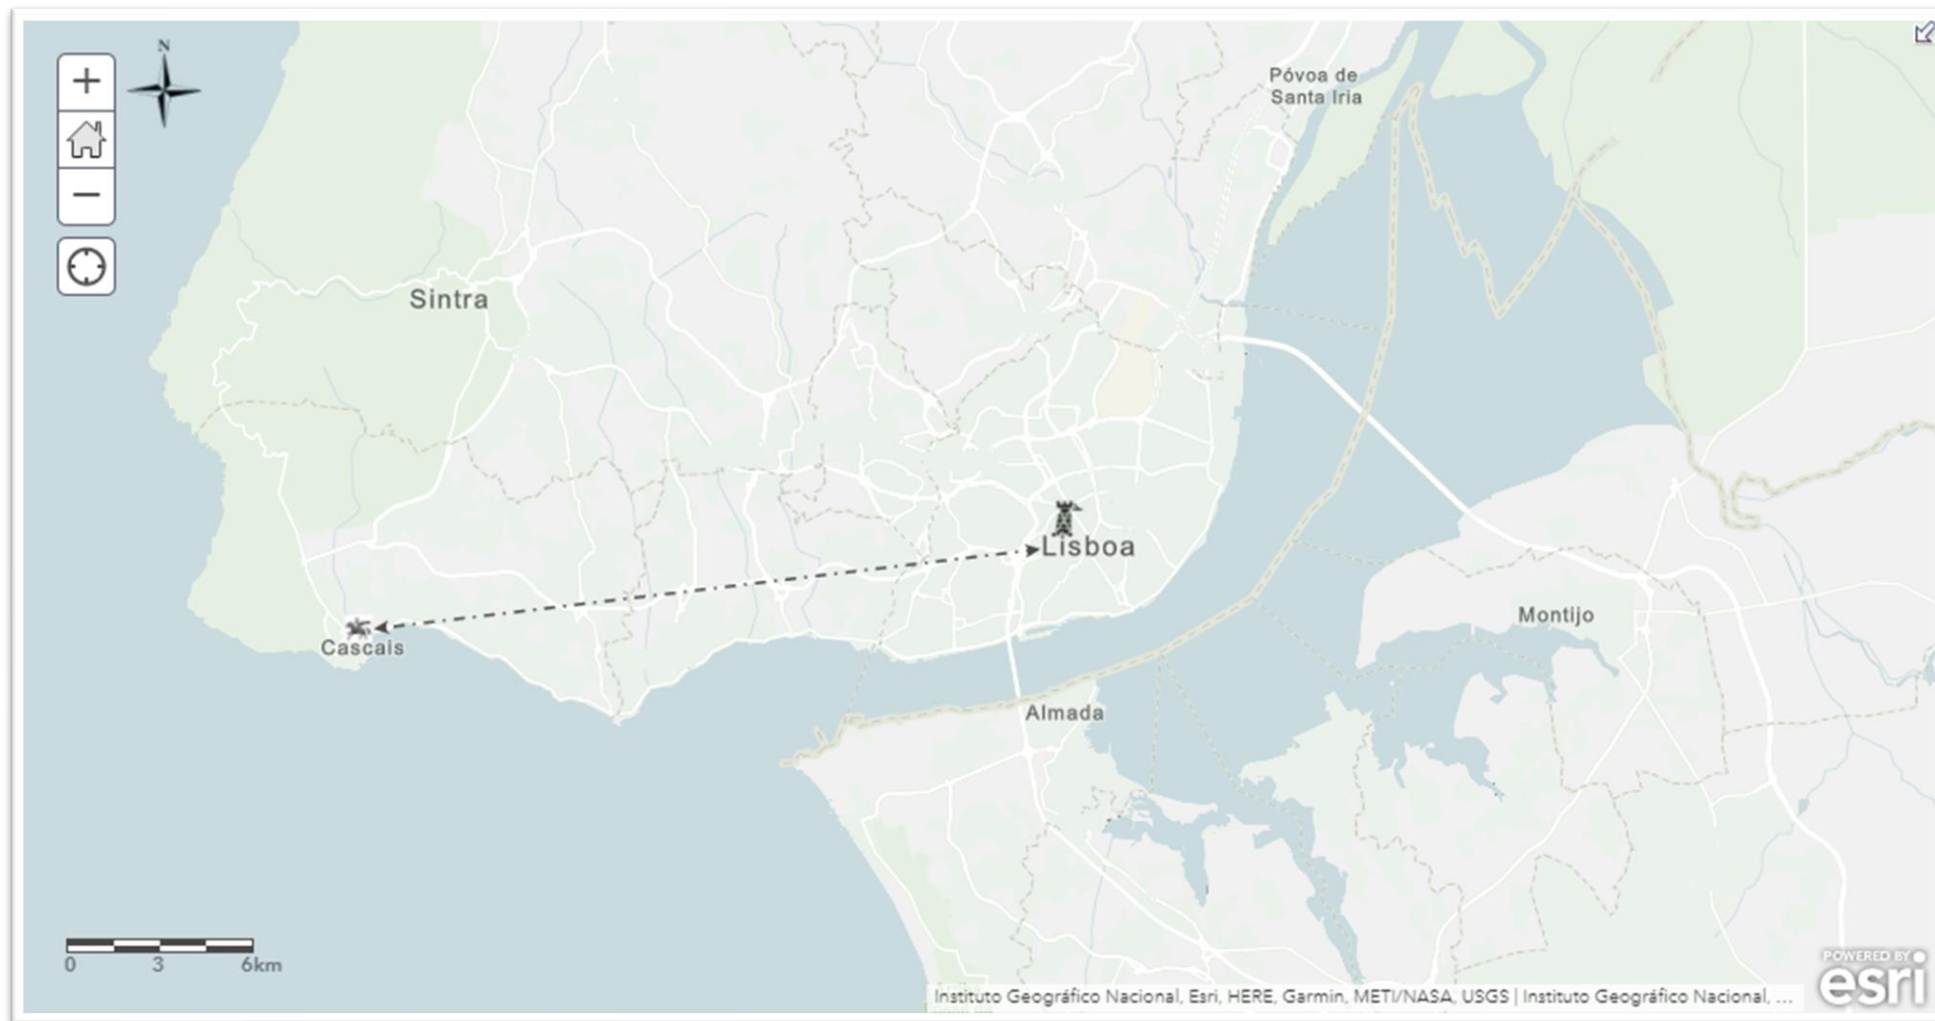 N
+
−
Póvoa de
Santa Iria
Sintra
Lisboa
Cascais
Montijo
Almada
0 3 6km
POWERED BY
esri
Instituto Geográfico Nacional, Esri, HERE, Garmin, METI/NASA, USGS | Instituto Geográfico Nacional, ...